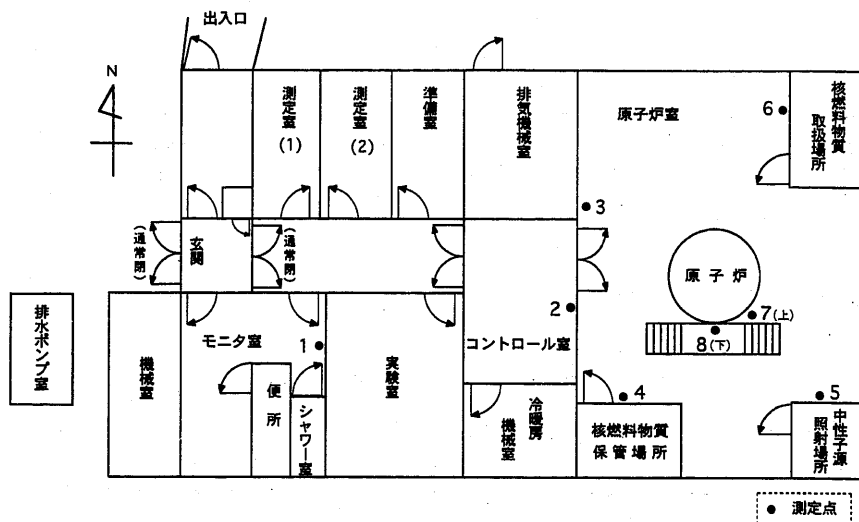 出入口
N
測定室
(1)
測定室
(2)
準備室
排気機械室
原子炉室
6
核燃料物質
取扱場所
3
(通常閉)
玄関
(通常閉)
原子炉
7(上)
8(下)
排水ポンプ室
機械室
モニタ室
1
便所
シャワー室
実験室
2
コントロール室
冷暖房
機械室
4
核燃料物質
保管場所
5
中性子源
照射場所
● 測定点